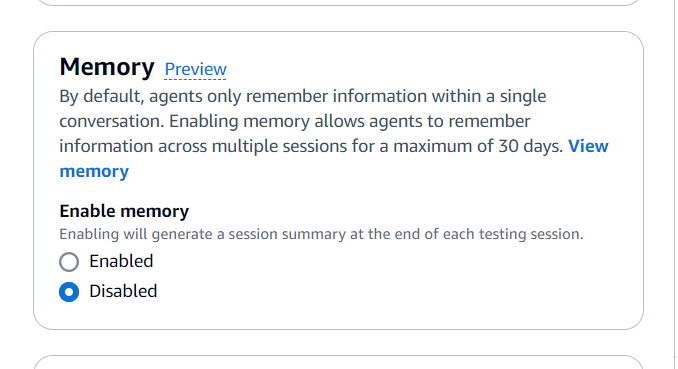 Memory Preview
By default, agents only remember information within a single
conversation. Enabling memory allows agents to remember
information across multiple sessions for a maximum of 30 days. View
memory
Enable memory
Enabling will generate a session summary at the end of each testing session.
Enabled
Disabled